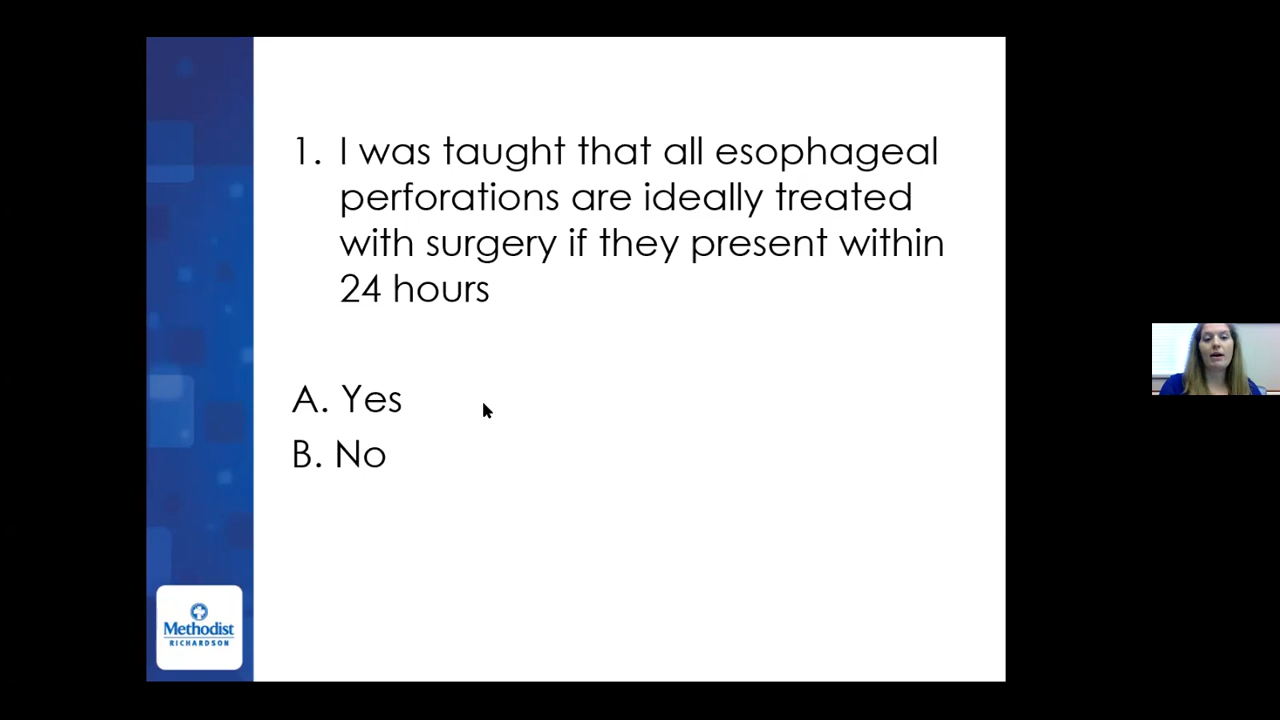 1. I was taught that all esophageal
perforations are ideally treated
with surgery if they present within
24 hours
A. Yes
B. No
Methodist
RICHARDSON